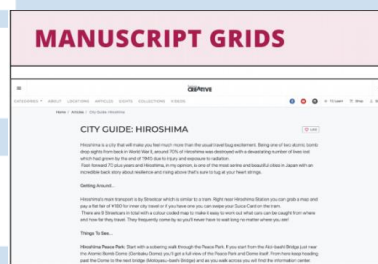 MANUSCRIPT GRIDS
CREATIVE
CATEGORIES ABOUT LOCATIONS ARTICLES EVENTS COLLECTIONS
Home / Articles / City Guide: Hiroshima
CITY GUIDE: HIROSHIMA
Hiroshima is a city that will make you feel much more than the usual travel bug excitement. Being one of two atomic bomb
drop sights from back in World War II, around 70% of Hiroshima was destroyed with a devastating number of lives lost
which had grown by the end of 1945 due to injury and exposure to radiation.
Fast forward 72 plus years and Hiroshima, in my opinion, is one of the most serene and beautiful cities in Japan with an
incredible back story about resilience and rising above that's sure to tug at your heart strings.
Getting Around...
Hiroshima's main transport is by Streetcar which is similar to a tram. Right near Hiroshima Station you can grab a map and
pay a flat fare of ¥160 for inner city travel or if you have one you can swipe your Suica Card on the tram.
There are 8 Streetcars in total with a colour coded map to make it easy to work out what cars can be caught from where
and how far they travel. They frequently come by so you'll never have to wait long no matter where you are!
Things To See...
Hiroshima Peace Park: Start with a sobering walk through the Peace Park. If you start from the Aioi-bashi Bridge just near
the Atomic Bomb Dome (Genbaku Dome) you'll get a full view of the Peace Park and Dome itself. From here keep heading
past the Dome to the next bridge (Motoyasu-bashi Bridge) and as you walk across you will find the information center